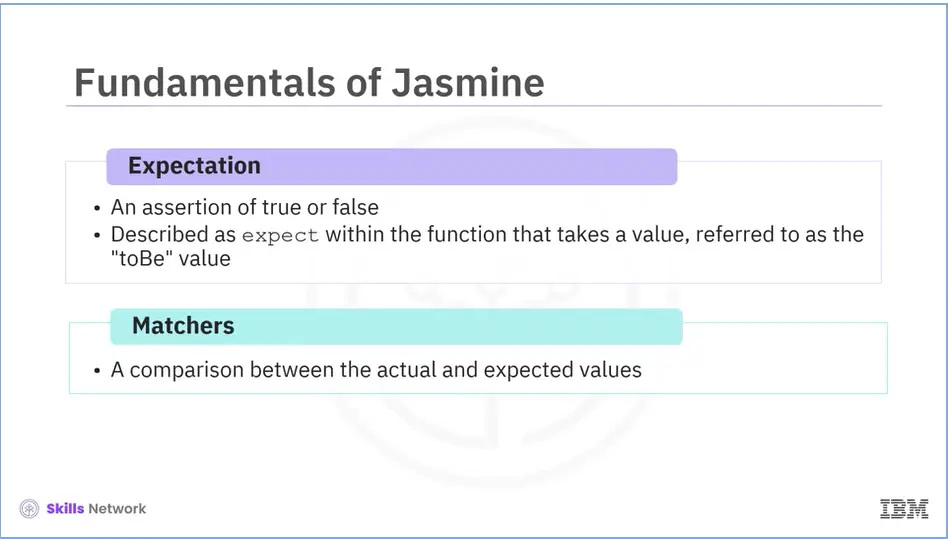 Fundamentals of Jasmine
Expectation
• An assertion of true or false
• Described as expect within the function that takes a value, referred to as the
"toBe" value
Matchers
• A comparison between the actual and expected values
Skills Network
IBM